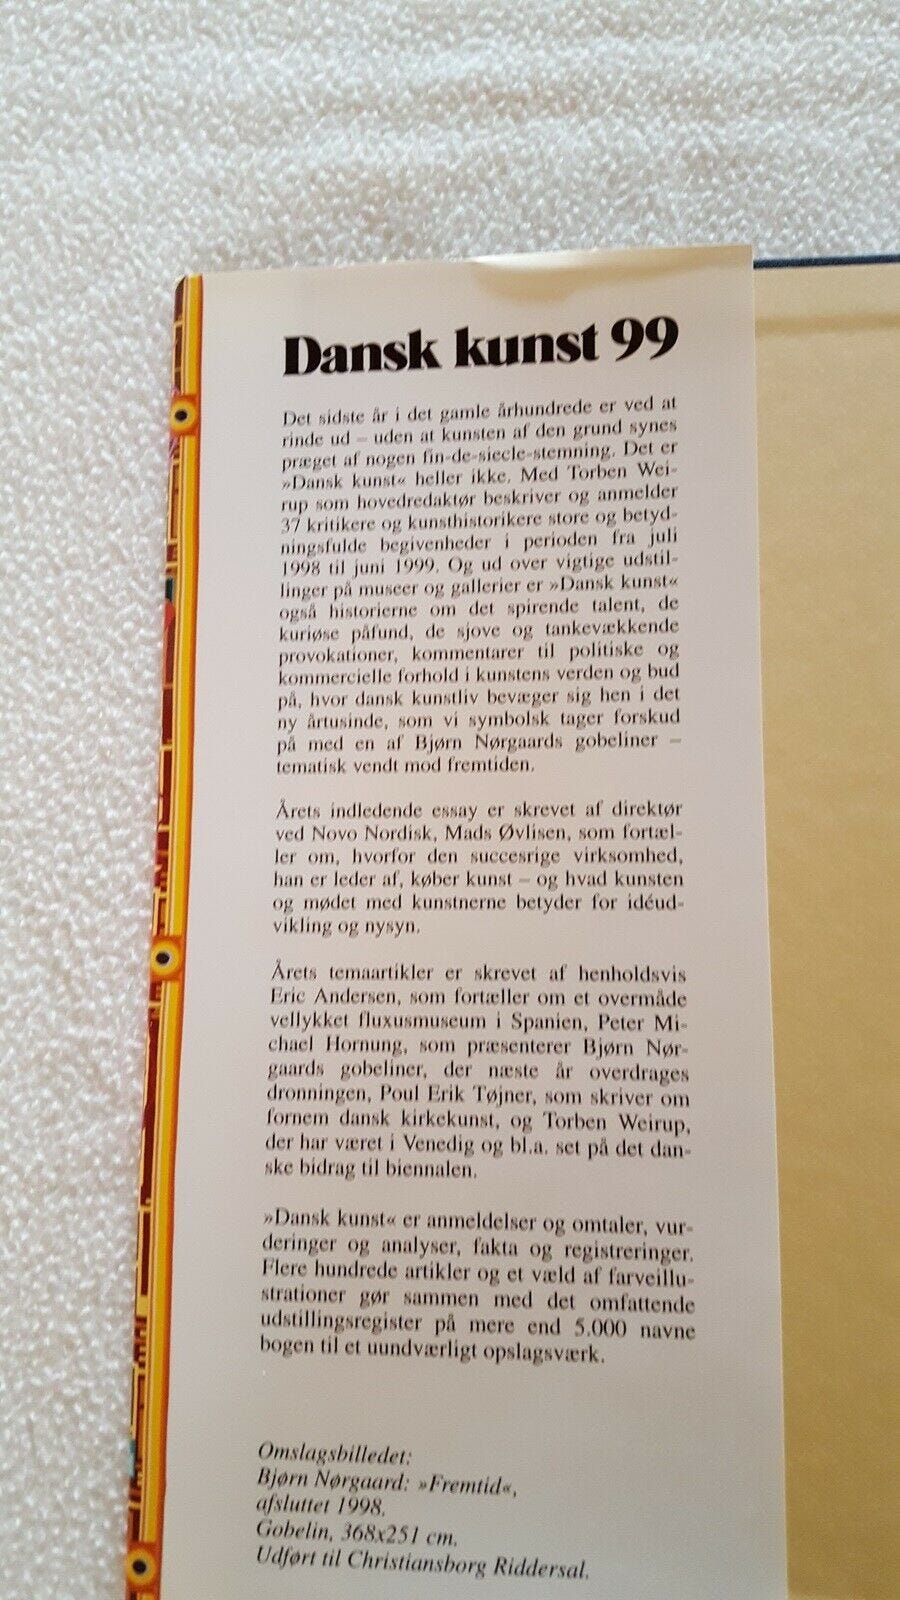 Dansk kunst 99
Det sidste år i det gamle århundrede er ved at
rinde ud – uden at kunsten af den grund synes
præget af nogen fin-de-siecle-stemning. Det er
»Dansk kunst« heller ikke. Med Torben Wei-
rup som hovedredaktør beskriver og anmelder
37 kritikere og kunsthistorikere store og betyd-
ningsfulde begivenheder i perioden fra juli
1998 til juni 1999. Og ud over vigtige udstil-
linger på museer og gallerier er »Dansk kunst«
også historierne om det spirende talent, de
kuriøse påfund, de sjove og tankevækkende
provokationer, kommentarer til politiske og
kommercielle forhold i kunstens verden og bud
på, hvor dansk kunstliv bevæger sig hen i det
ny årtusinde, som vi symbolsk tager forskud
på med en af Bjørn Nørgaards gobeliner –
tematisk vendt mod fremtiden.
Årets indledende essay er skrevet af direktør
ved Novo Nordisk, Mads Øvlisen, som fortæl-
ler om, hvorfor den succesrige virksomhed,
han er leder af, køber kunst – og hvad kunsten
og mødet med kunstnerne betyder for idéud-
vikling og nysyn.
Årets temaartikler er skrevet af henholdsvis
Eric Andersen, som fortæller om et overmåde
vellykket fluxusmuseum i Spanien, Peter Mi-
chael Hornung, som præsenterer Bjørn Nør-
gaards gobeliner, der næste år overdrages
dronningen, Poul Erik Tøjner, som skriver om
fornem dansk kirkekunst, og Torben Weirup,
der har været i Venedig og bl.a. set på det dan-
ske bidrag til biennalen.
»Dansk kunst« er anmeldelser og omtaler, vur-
deringer og analyser, fakta og registreringer.
Flere hundrede artikler og et væld af farveillu-
strationer gør sammen med det omfattende
udstillingsregister på mere end 5.000 navne
bogen til et uundværligt opslagsværk.
Omslagsbilledet:
Bjørn Nørgaard: »Fremtid«,
afsluttet 1998.
Gobelin, 368x251 cm.
Udført til Christiansborg Riddersal.